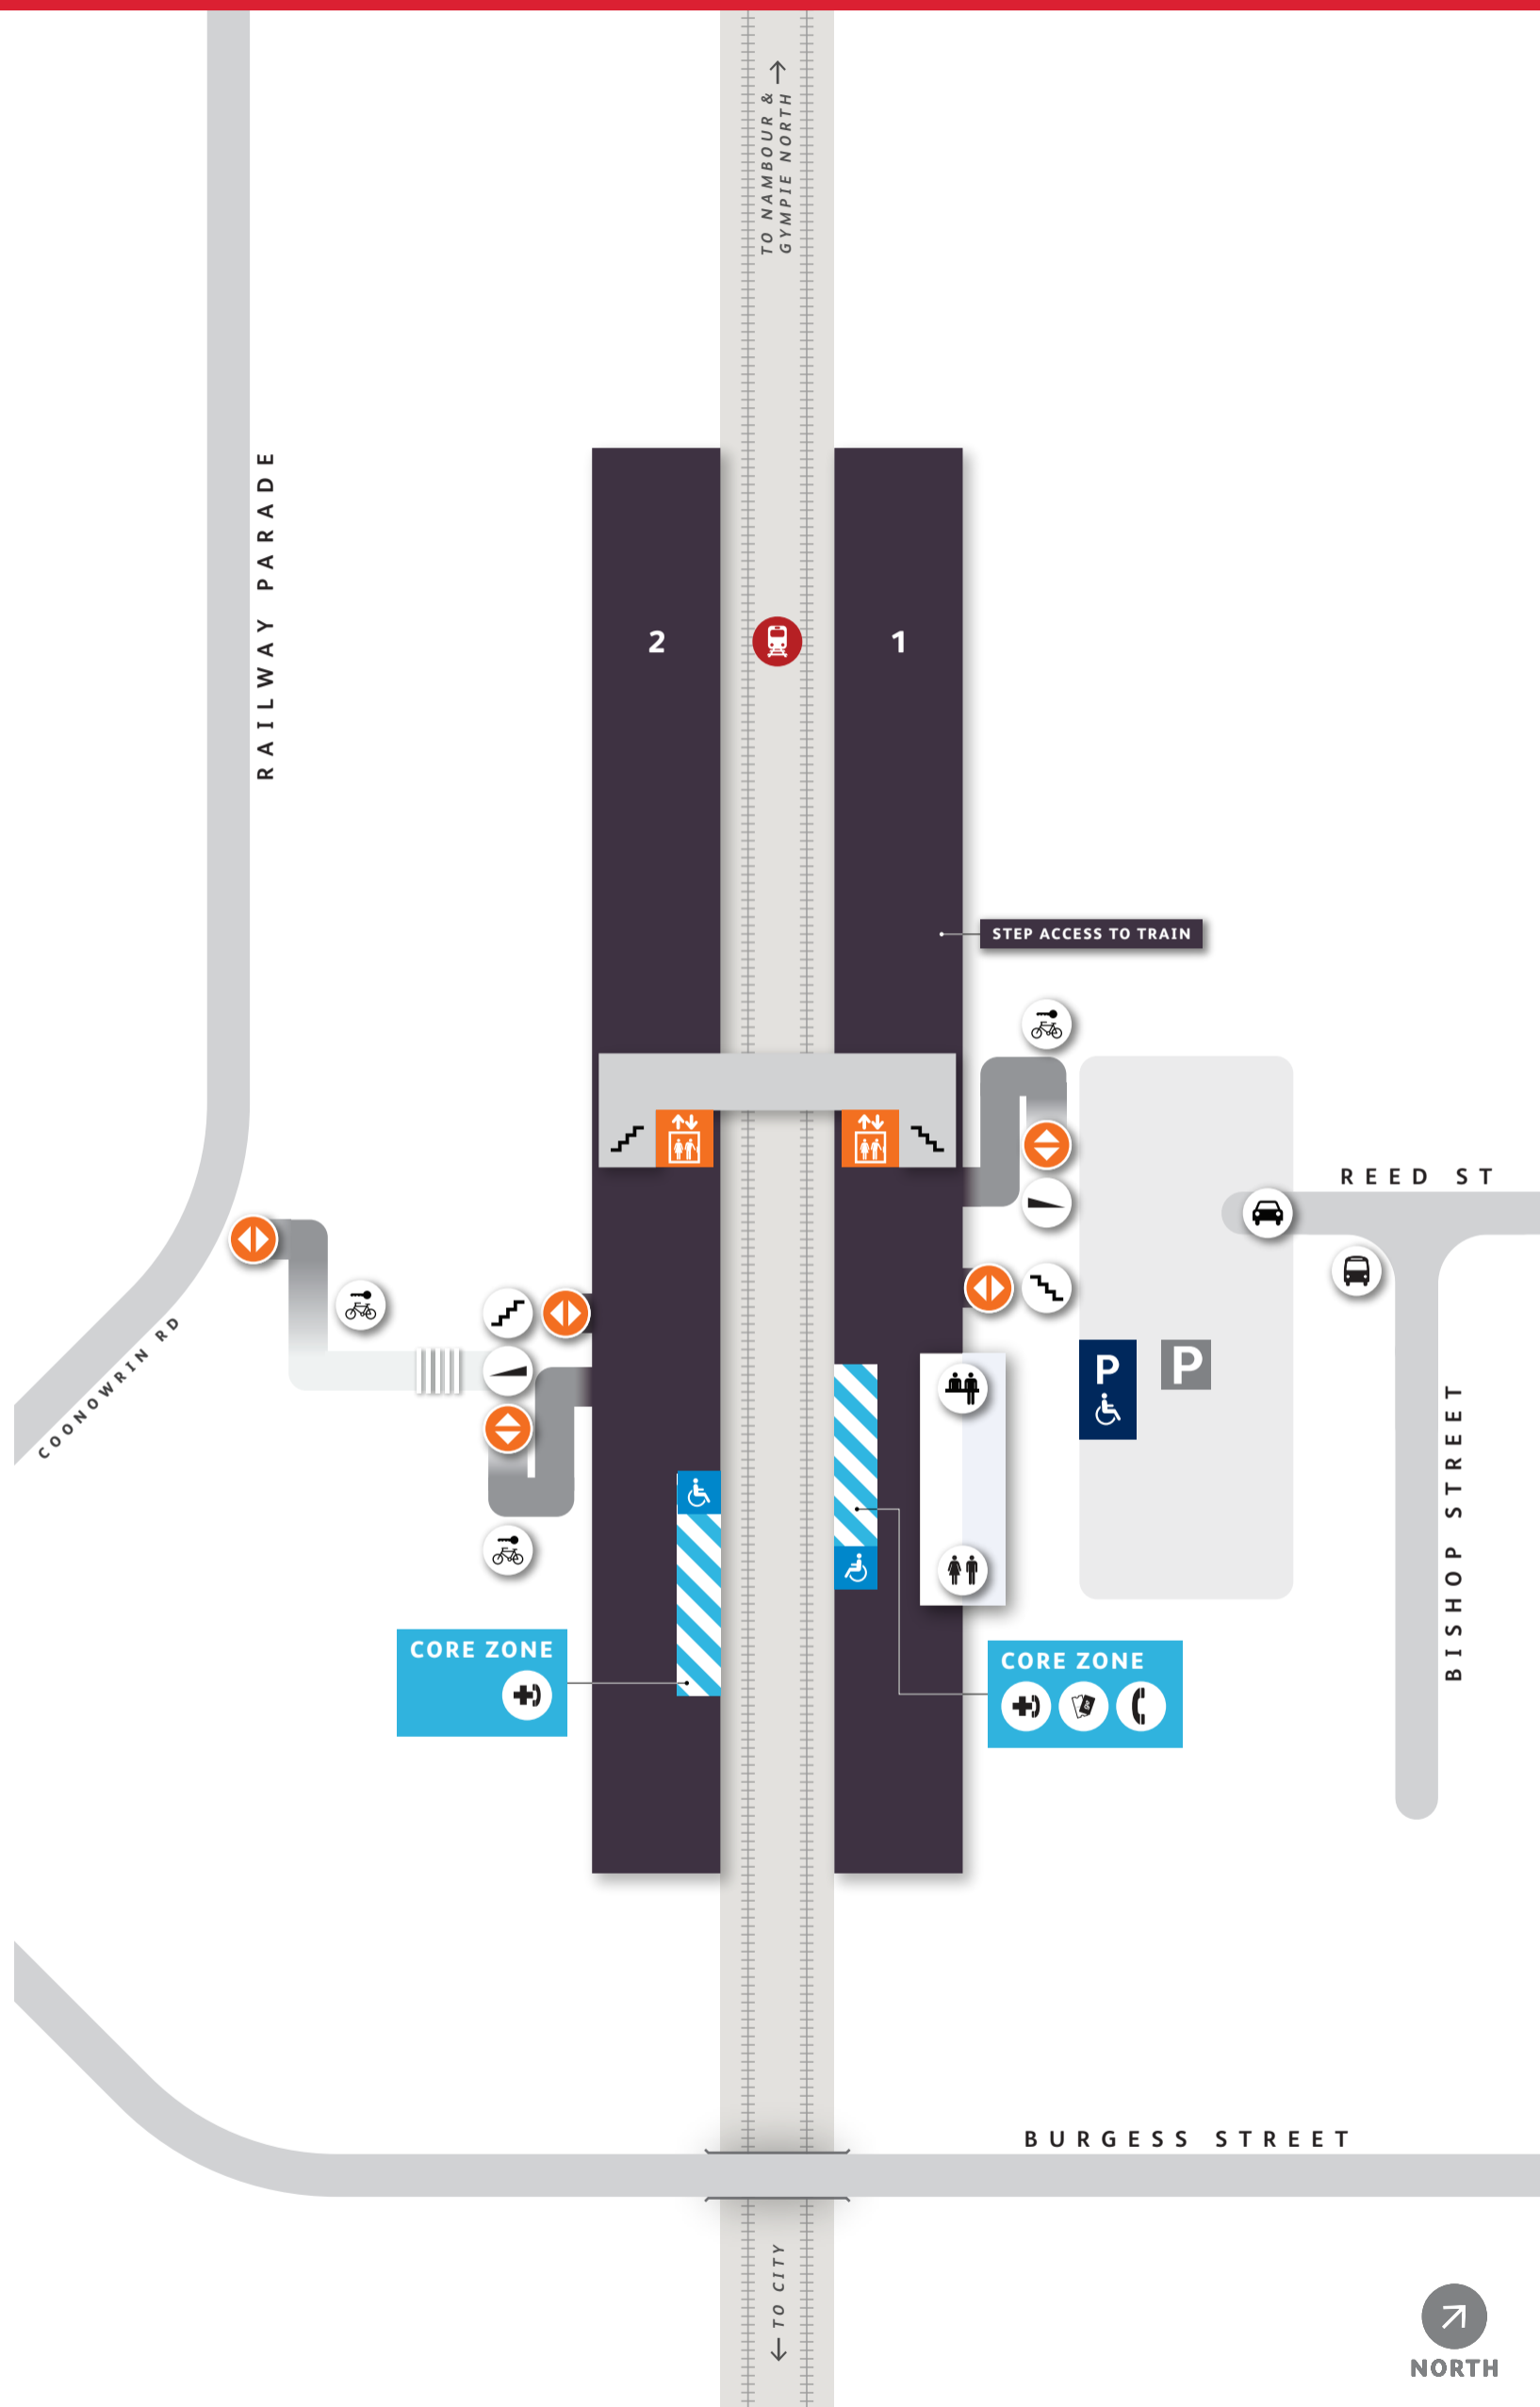 TO NAMBOUR &
GYMPIE NORTH
RAILWAY PARADE
2
1
STEP ACCESS TO TRAIN
REED ST
COONOWRIN RD
P
P
BISHOP STREET
CORE ZONE
CORE ZONE
BURGESS STREET
TO CITY
NORTH